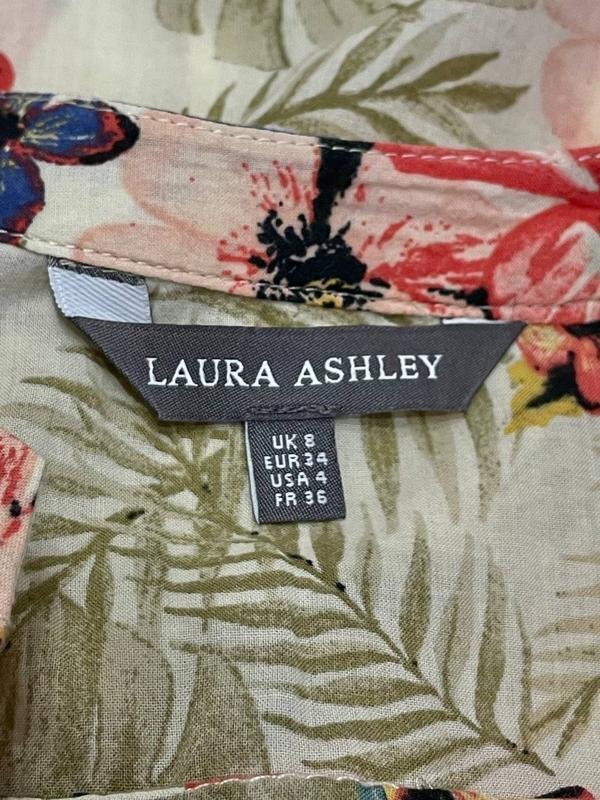 LAURA ASHLEY
UK 8
EUR 34
USA 4
FR 36